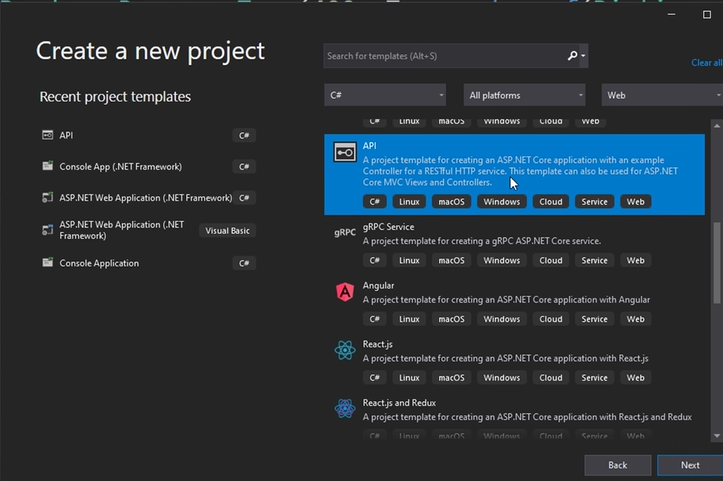 Create a new project
Search for templates (Alt+S)
Clear all
Recent project templates
C#
All platforms
Web
API C#
Console App (.NET Framework) C#
ASP.NET Web Application (.NET Framework) C#
ASP.NET Web Application (.NET
Framework)
Visual Basic
Console Application C#
C# Linux macOS Windows Cloud Web
API
A project template for creating an ASP.NET Core application with an example
Controller for a RESTful HTTP service. This template can also be used for ASP.NET
Core MVC Views and Controllers.
C# Linux macOS Windows Cloud Service Web
gRPC
gRPC Service
A project template for creating a gRPC ASP.NET Core service.
C# Linux macOS Windows Cloud Service Web
Angular
A project template for creating an ASP.NET Core application with Angular
C# Linux macOS Windows Cloud Service Web
React.js
A project template for creating an ASP.NET Core application with React.js
C# Linux macOS Windows Cloud Service Web
React.js and Redux
A project template for creating an ASP.NET Core application with React.js and Redux
C# Linux macOS Windows Cloud Service Web
Back
Next